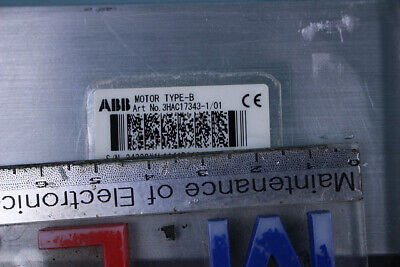 ABB MOTOR TYPE-B
Art No.3HAC17343-1/01
CE
Maintenance of Electronic